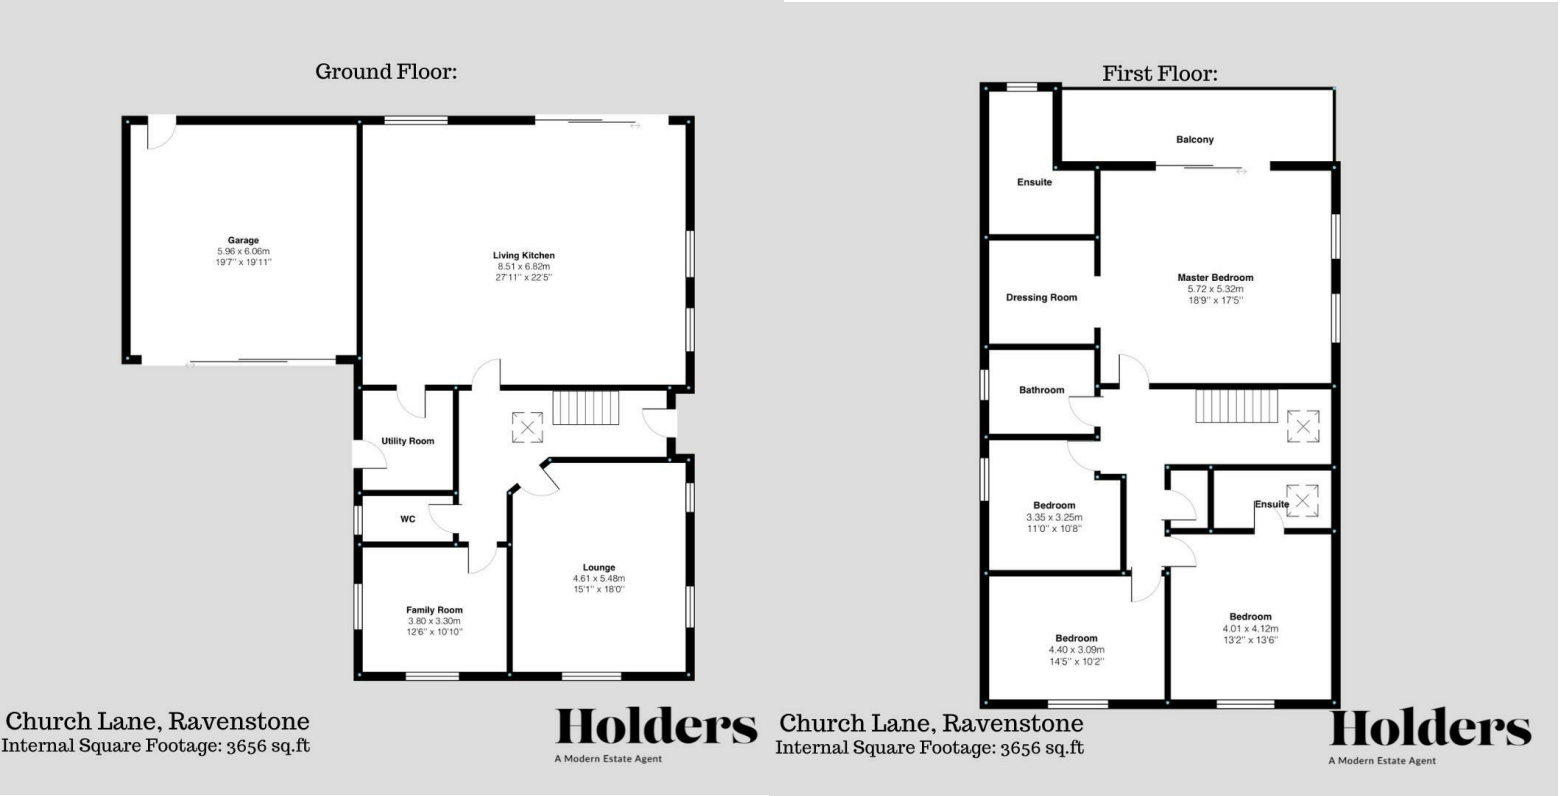 Ground Floor:
Garage
5.96 x 6.06m
19'7" x 19'11"
Living Kitchen
8.51 x 6.82m
27'11" x 22'5"
Utility Room
WC
Lounge
4.61 x 5.48m
15'1" x 18'0"
Family Room
3.80 x 3.30m
12'6" x 10'10"
Church Lane, Ravenstone
Internal Square Footage: 3656 sq.ft
Holders
A Modern Estate Agent
First Floor:
Balcony
Ensuite
Master Bedroom
5.72 x 5.32m
18'9" x 17'5"
Dressing Room
Bathroom
Bedroom
3.35 x 3.25m
11'0" x 10'8"
Ensuite
Bedroom
4.01 x 4.12m
13'2" x 13'6"
Bedroom
4.40 x 3.09m
14'5" x 10'2"
Church Lane, Ravenstone
Internal Square Footage: 3656 sq.ft
Holders
A Modern Estate Agent